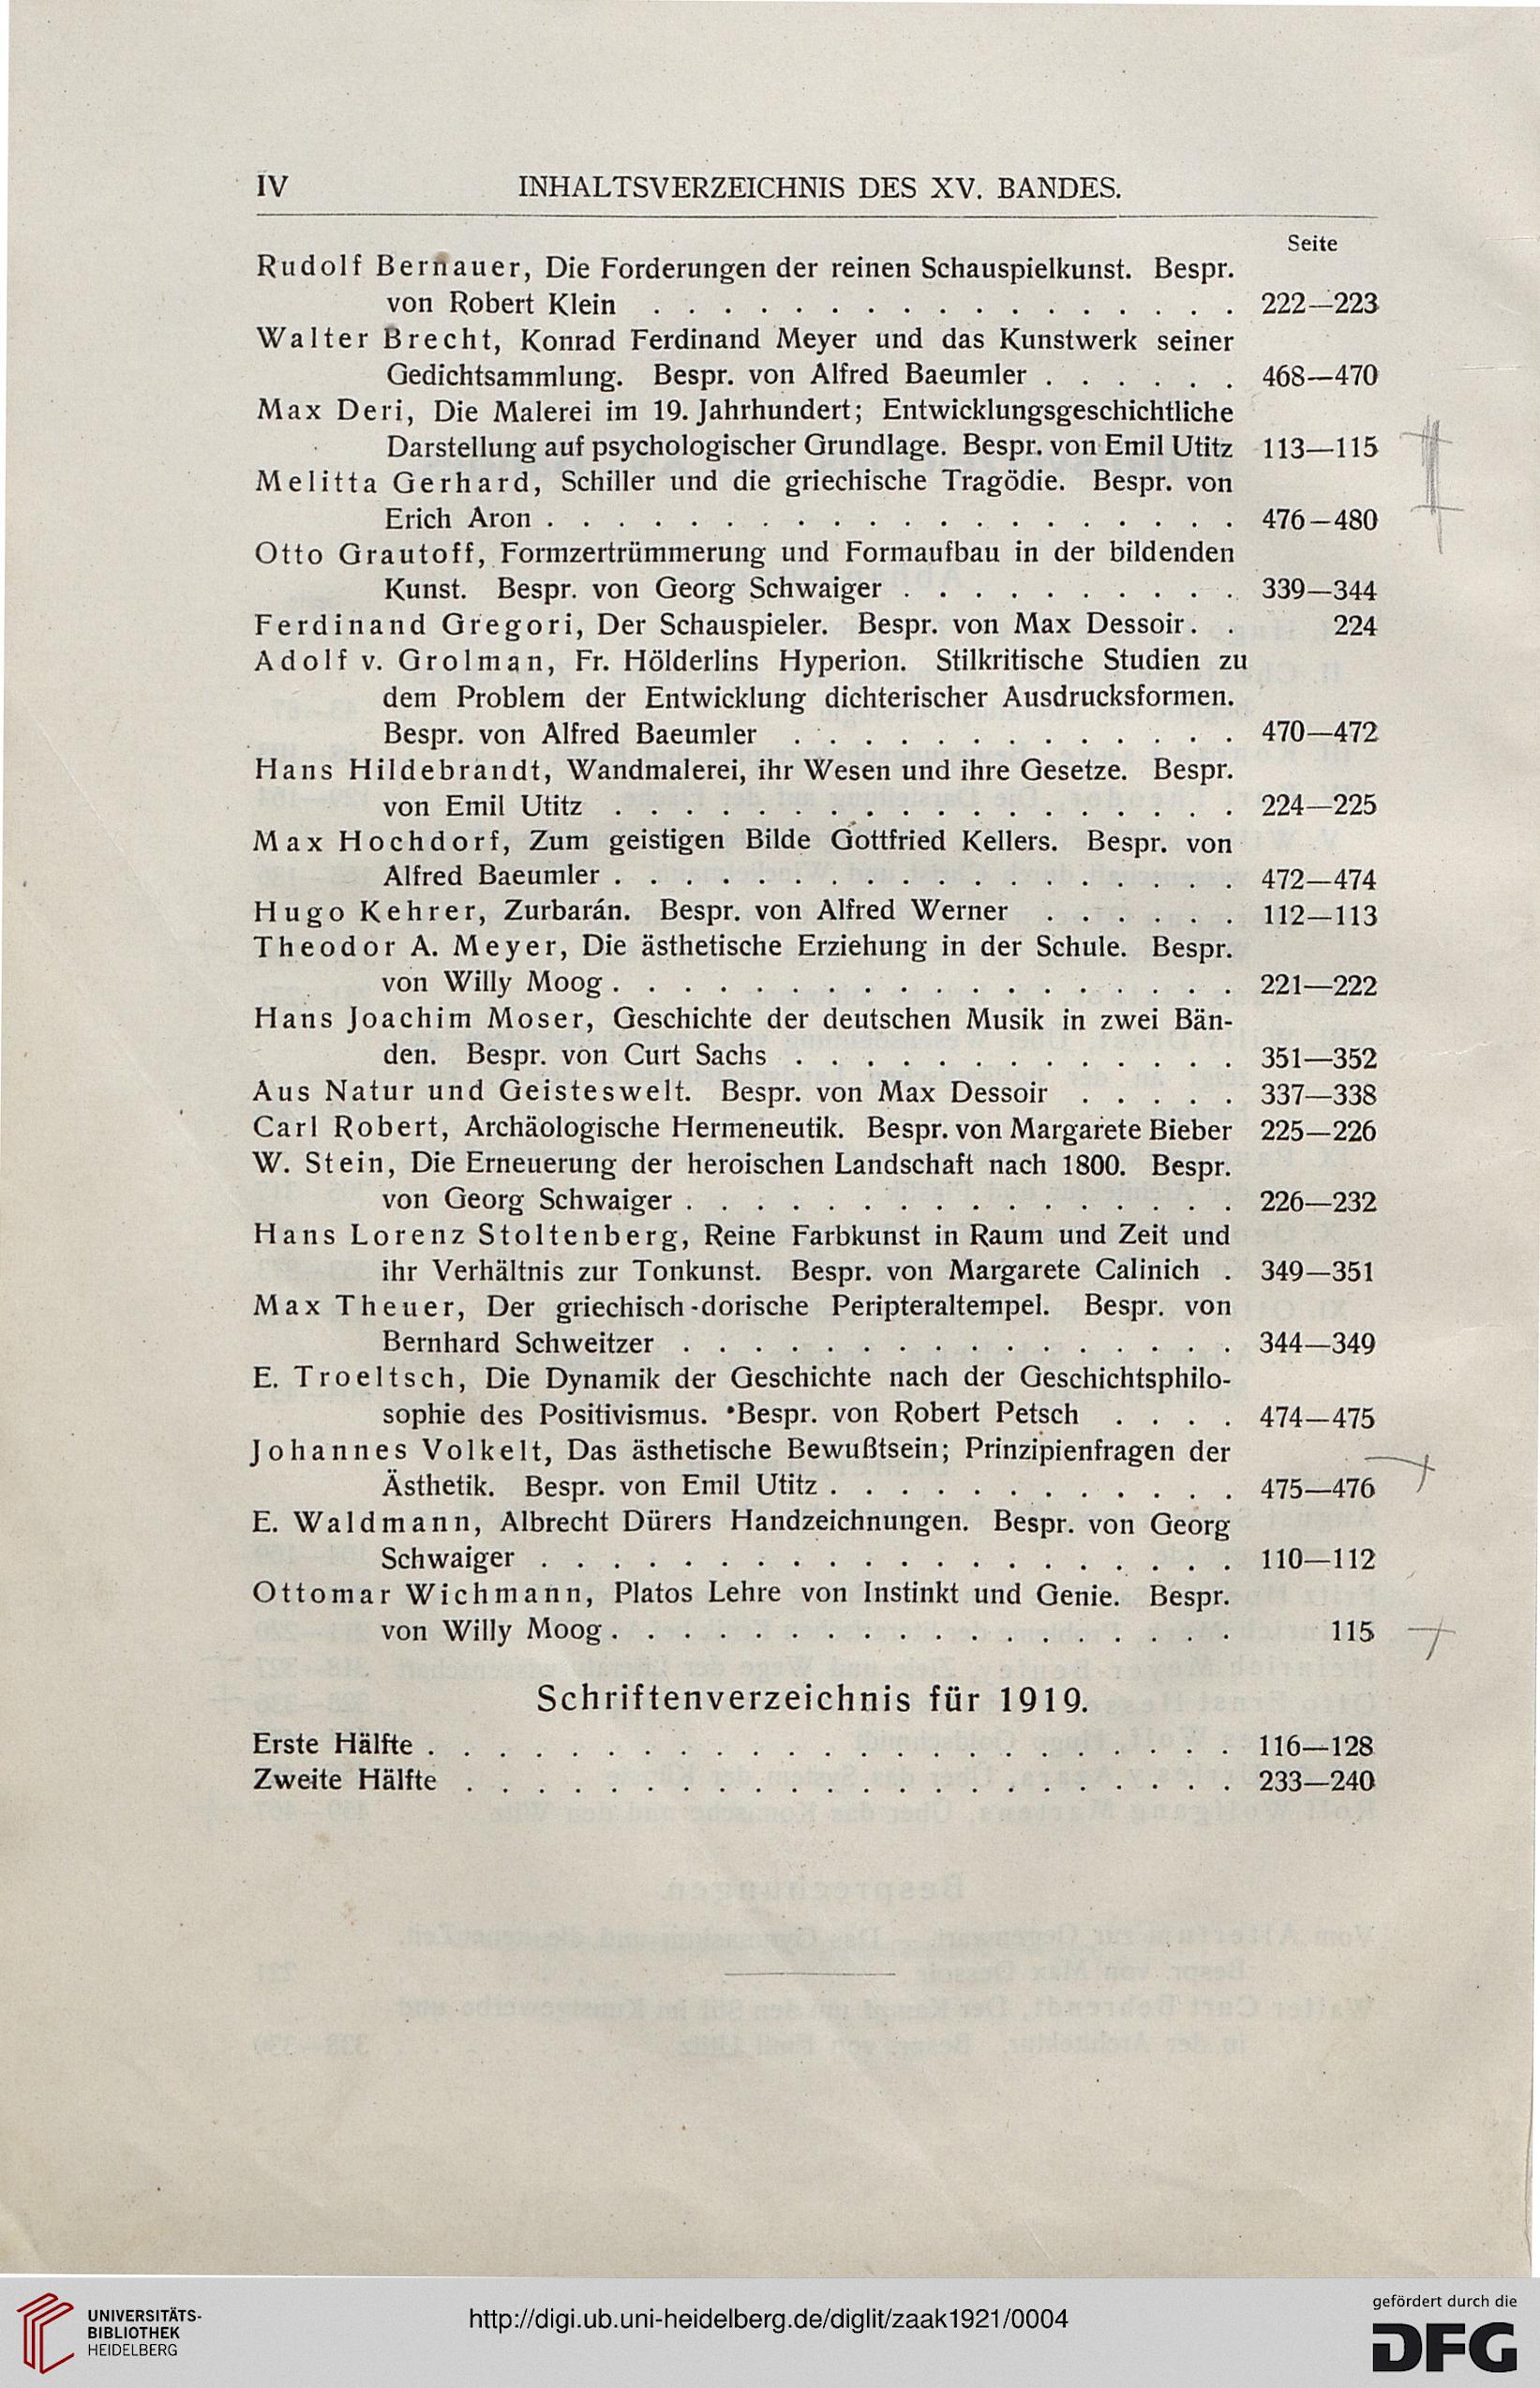 IV INHALTSVERZEICHNIS DES XV. BANDES.
Seite
Rudolf Bernauer, Die Forderungen der reinen Schauspielkunst. Bespr.
von Robert Klein . . . . . . . . . . . . . . . . . 222—223
Walter Brecht, Konrad Ferdinand Meyer und das Kunstwerk seiner
Gedichtsammlung. Bespr. von Alfred Baeumler . . . . . . 468—470
Max Deri, Die Malerei im 19. Jahrhundert; Entwicklungsgeschichtliche
Darstellung auf psychologischer Grundlage. Bespr. von Emil Utitz 113—115
Melitta Gerhard, Schiller und die griechische Tragödie. Bespr. von
Erich Aron . . . . . . . . . . . . . . . . . . . . 476—480
Otto Grautoff, Formzertrümmerung und Formaufbau in der bildenden
Kunst. Bespr. von Georg Schwaiger . . . . . . . . . . 339—344
Ferdinand Gregori, Der Schauspieler. Bespr. von Max Dessoir. . 224
Adolf v. Grolman, Fr. Hölderlins Hyperion. Stilkritische Studien zu
dem Problem der Entwicklung dichterischer Ausdrucksformen.
Bespr. von Alfred Baeumler . . . . . . . . . . . . . 470—472
Hans Hildebrandt, Wandmalerei, ihr Wesen und ihre Gesetze. Bespr.
von Emil Utitz . . . . . . . . . . . . . . . . . . 224—225
Max Hochdorf, Zum geistigen Bilde Gottfried Kellers. Bespr. von
Alfred Baeumler . . . . . . . . . . . . . . . . . . 472—474
Hugo Kehrer, Zurbarán. Bespr. von Alfred Werner . . . . . . 112—113
Theodor A. Meyer, Die ästhetische Erziehung in der Schule. Bespr.
von Willy Moog . . . . . . . . . . . . . . . . . . 221—222
Hans Joachim Moser, Geschichte der deutschen Musik in zwei Bän-
den. Bespr. von Curt Sachs . . . . . . . . . . . . . 351—352
Aus Natur und Geisteswelt. Bespr. von Max Dessoir . . . . . 337—338
Carl Robert, Archäologische Hermeneutik. Bespr. von Margarete Bieber 225—226
W. Stein, Die Erneuerung der heroischen Landschaft nach 1800. Bespr.
von Georg Schwaiger . . . . . . . . . . . . . . . . 226—232
Hans Lorenz Stoltenberg, Reine Farbkunst in Raum und Zeit und
ihr Verhältnis zur Tonkunst. Bespr. von Margarete Calinich . 349—351
Max Theuer, Der griechisch-dorische Peripteraltempel. Bespr. von
Bernhard Schweitzer . . . . . . . . . . . . . . . . 344—349
E. Troeltsch, Die Dynamik der Geschichte nach der Geschichtsphilo-
sophie des Positivismus. Bespr. von Robert Petsch . . . . 474—475
Johannes Volkelt, Das ästhetische Bewußtsein; Prinzipienfragen der
Ästhetik. Bespr. von Emil Utitz . . . . . . . . . . . . 475—476
E. Waldmann, Albrecht Dürers Handzeichnungen. Bespr. von Georg
Schwaiger . . . . . . . . . . . . . . . . . . . . 110—112
Ottomar Wichmann, Platos Lehre von Instinkt und Genie. Bespr.
von Willy Moog . . . . . . . . . . . . . . . . . . 115
Schriftenverzeichnis für 1919.
Erste Hälfte . . . . . . . . . . . . . . . . . . . . . . . 116—128
Zweite Hälfte . . . . . . . . . . . . . . . . . . . . . . 233—240
UNIVERSITÄTS-
BIBLIOTHEK
HEIDELBERG
http://digi.ub.uni-heidelberg.de/diglit/zaak1921/0004
gefördert durch die
DFG